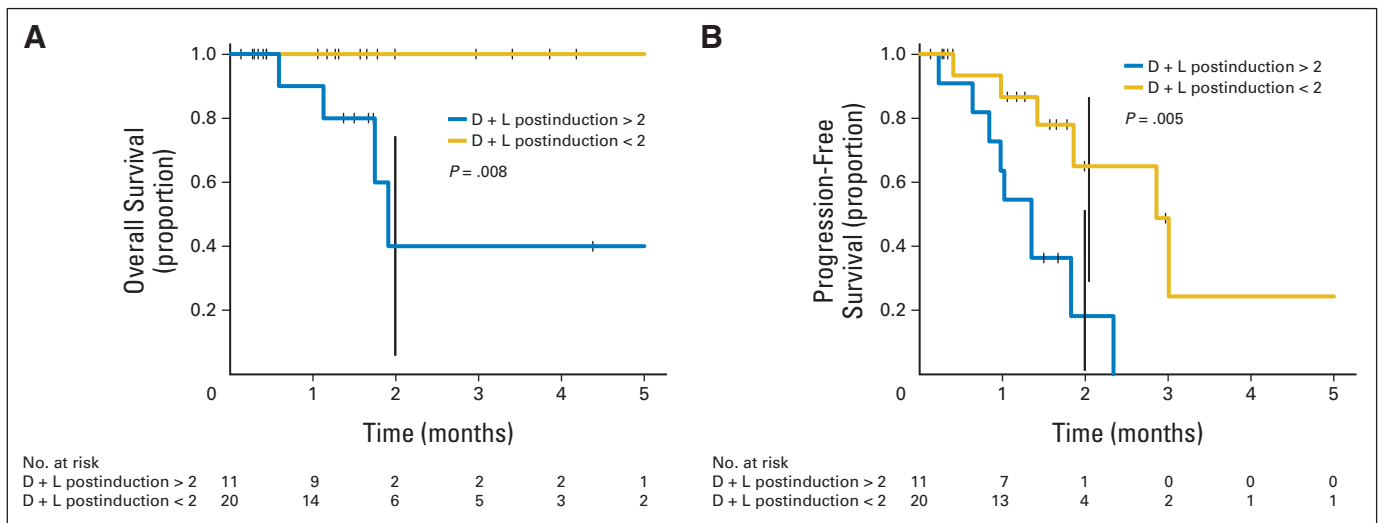 A
Overall Survival
(proportion)
1.0
0.8
0.6
0.4
0.2
0 1 2 3 4 5
Time (months)
D + L postinduction > 2
D + L postinduction < 2
P = .008
No. at risk
D + L postinduction > 2 11 9 2 2 2 1
D + L postinduction < 2 20 14 6 5 3 2
B
Progression-Free
Survival (proportion)
1.0
0.8
0.6
0.4
0.2
0 1 2 3 4 5
Time (months)
D + L postinduction > 2
D + L postinduction < 2
P = .005
No. at risk
D + L postinduction > 2 11 7 1 0 0 0
D + L postinduction < 2 20 13 4 2 1 1